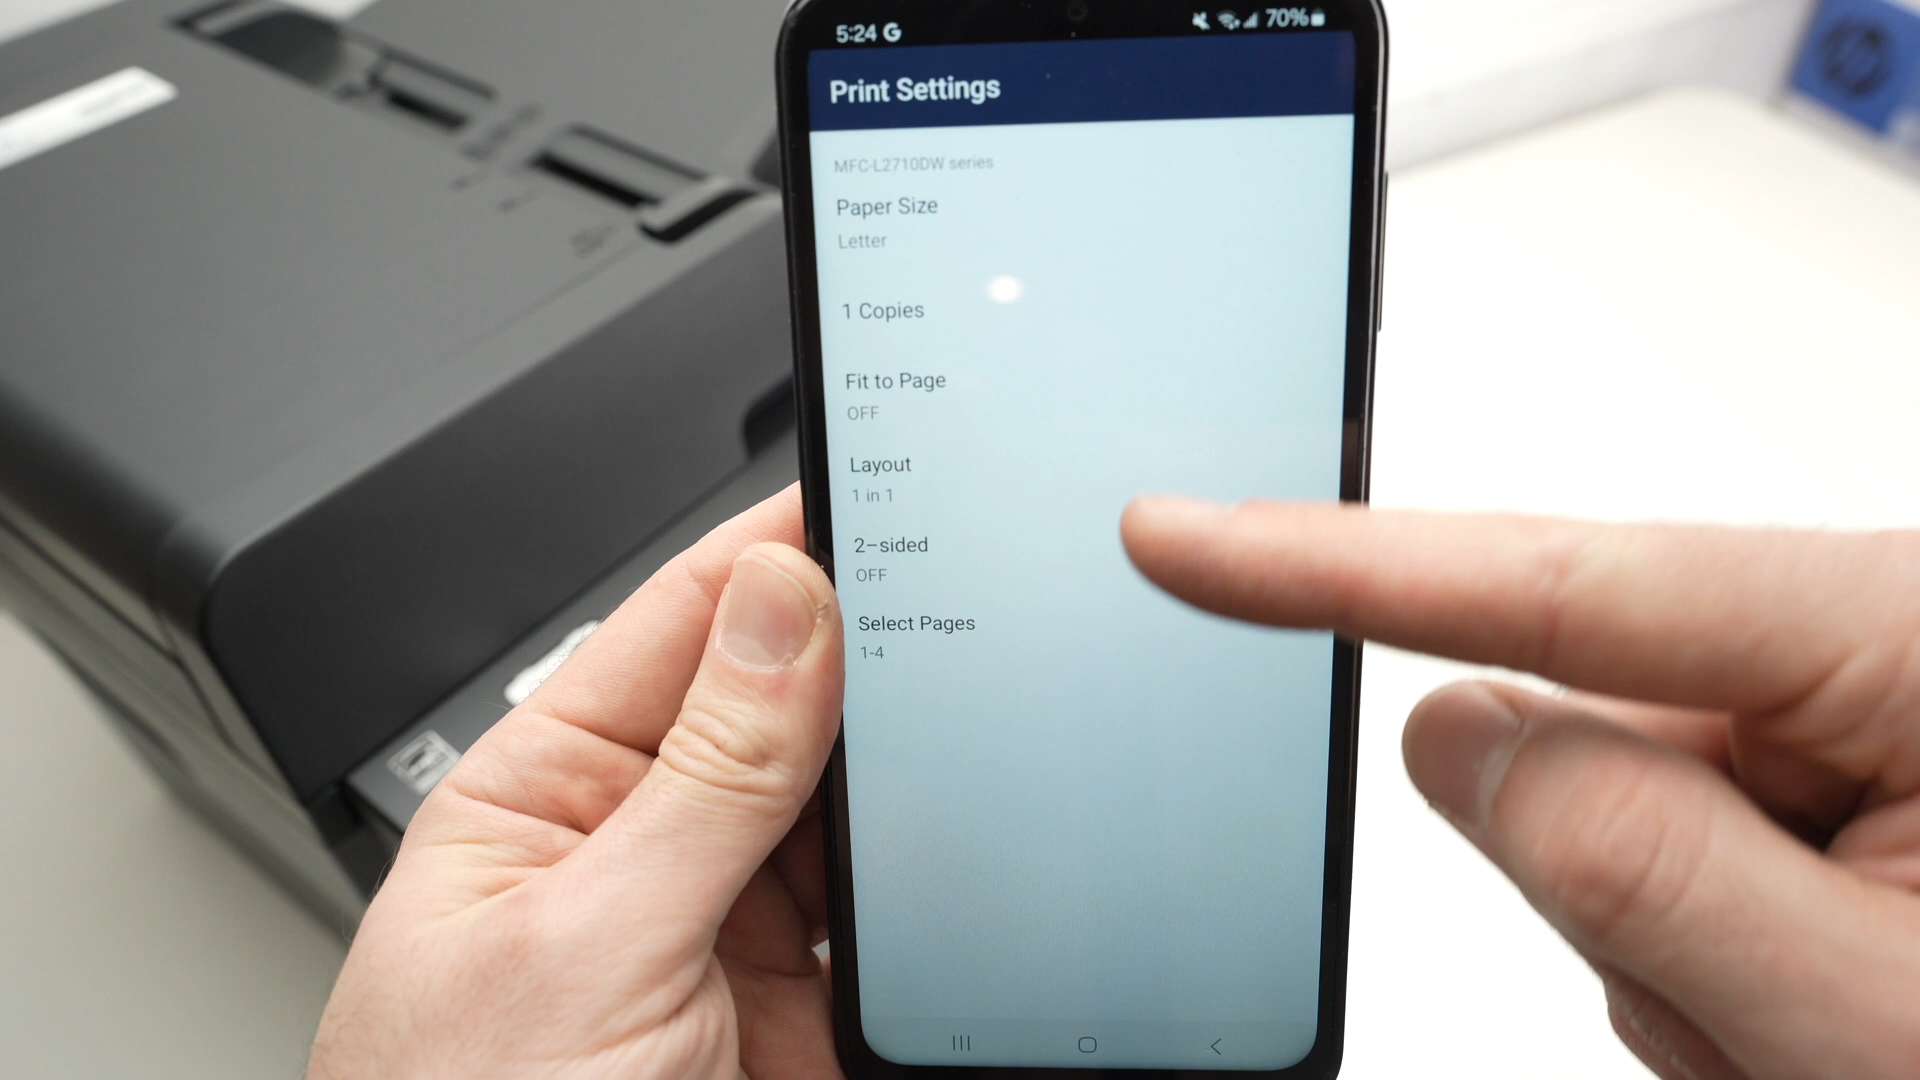 5:24 G
70%
Print Settings
MFC-L2710DW series
Paper Size
Letter
1 Copies
Fit to Page
OFF
Layout
1 in 1
2-sided
OFF
Select Pages
1-4
hp